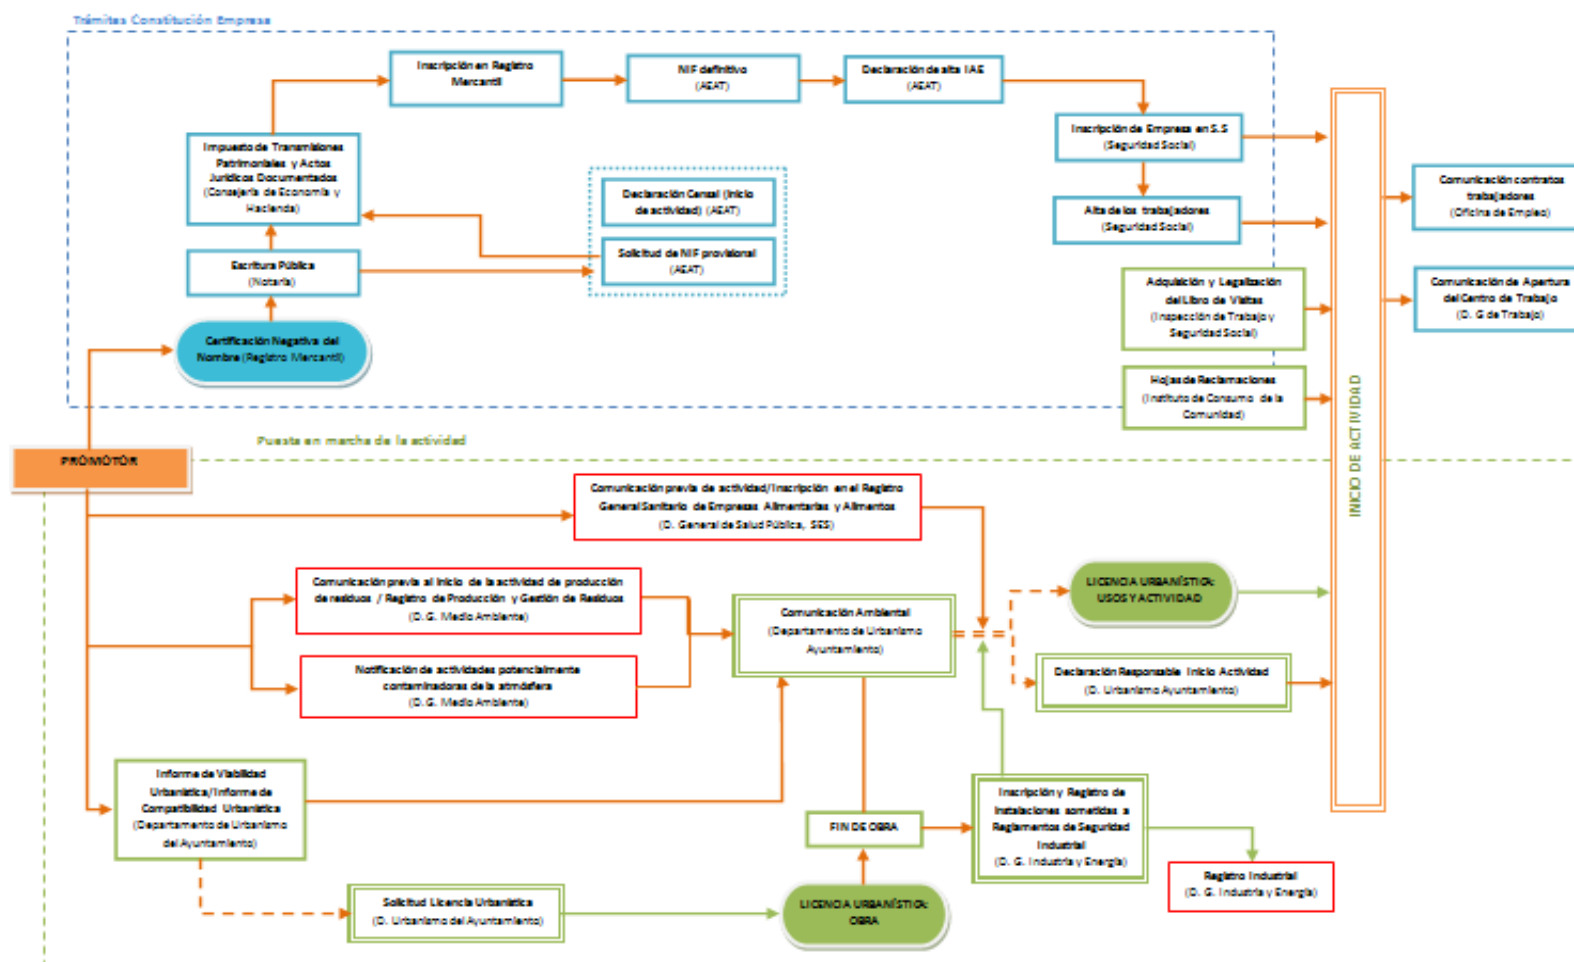 Trámites Constitución Empresa
Inscripción en Registro
Mercantil
NIF definitivo
(AEAT)
Declaración de alta IAE
(AEAT)
Inscripción de Empresa en S.S
(Seguridad Social)
Impuesto de Transmisiones
Patrimoniales y Actos
Jurídicos Documentados
(Consejería de Economía y
Hacienda)
Declaración Censal (Inicio
de actividad) (AEAT)
Alta de los trabajadores
(Seguridad Social)
Comunicación contratos
trabajadores
(Oficina de Empleo)
Solicitud de NIF provisional
(AEAT)
Escritura Pública
(Notaría)
Adquisición y Legalización
del Libro de Visitas
(Inspección de Trabajo y
Seguridad Social)
Comunicación de Apertura
del Centro de Trabajo
(D. G de Trabajo)
Certificación Negativa del
Nombre (Registro Mercantil)
Hojas de Reclamaciones
(Instituto de Consumo de la
Comunidad)
INICIO DE ACTIVIDAD
Puesta en marcha de la actividad
PROMOTOR
Comunicación previa de actividad/Inscripción en el Registro
General Sanitario de Empresas Alimentarias y Alimentos
(D. General de Salud Pública, SES)
Comunicación previa al inicio de la actividad de producción
de residuos / Registro de Producción y Gestión de Residuos
(D. G. Medio Ambiente)
LICENCIA URBANÍSTICA:
USOS Y ACTIVIDAD
Comunicación Ambiental
(Departamento de Urbanismo
Ayuntamiento)
Notificación de actividades potencialmente
contaminadoras de la atmósfera
(D. G. Medio Ambiente)
Declaración Responsable Inicio Actividad
(D. Urbanismo Ayuntamiento)
Informe de Viabilidad
Urbanística/Informe de
Compatibilidad Urbanística
(Departamento de Urbanismo
del Ayuntamiento)
FIN DE OBRA
Inscripción y Registro de
Instalaciones sometidas a
Reglamentos de Seguridad
Industrial
(D. G. Industria y Energía)
Registro Industrial
(D. G. Industria y Energía)
Solicitud Licencia Urbanística
(D. Urbanismo del Ayuntamiento)
LICENCIA URBANÍSTICA:
OBRA